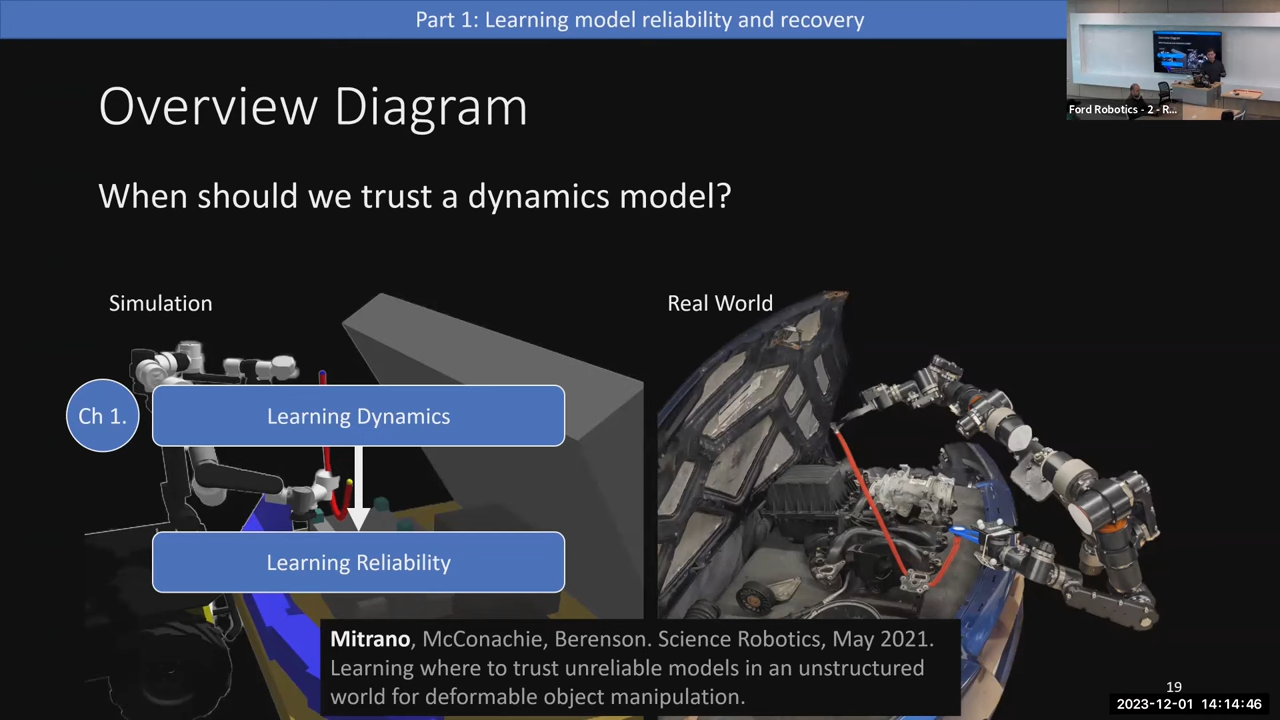 Part 1: Learning model reliability and recovery
Ford Robotics - 2 - R...
Overview Diagram
When should we trust a dynamics model?
Simulation
Real World
Ch 1.
Learning Dynamics
Learning Reliability
Mitrano, McConachie, Berenson. Science Robotics, May 2021.
Learning where to trust unreliable models in an unstructured
world for deformable object manipulation.
19
2023-12-01 14:14:46